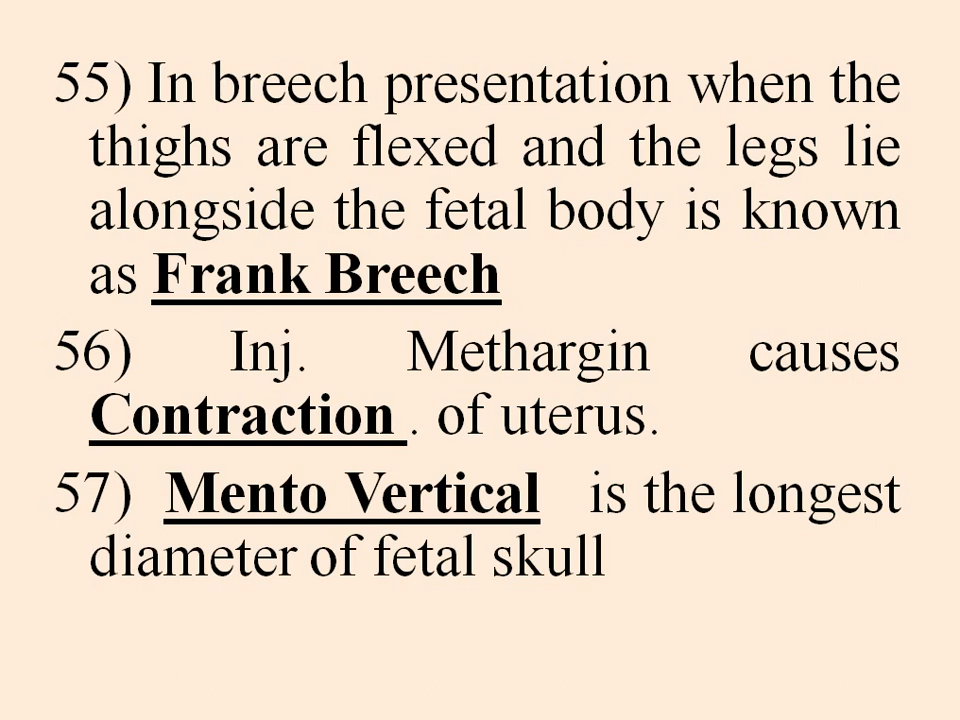 55) In breech presentation when the
thighs are flexed and the legs lie
alongside the fetal body is known
as Frank Breech
56) Inj. Methargin causes
Contraction . of uterus.
57) Mento Vertical is the longest
diameter of fetal skull